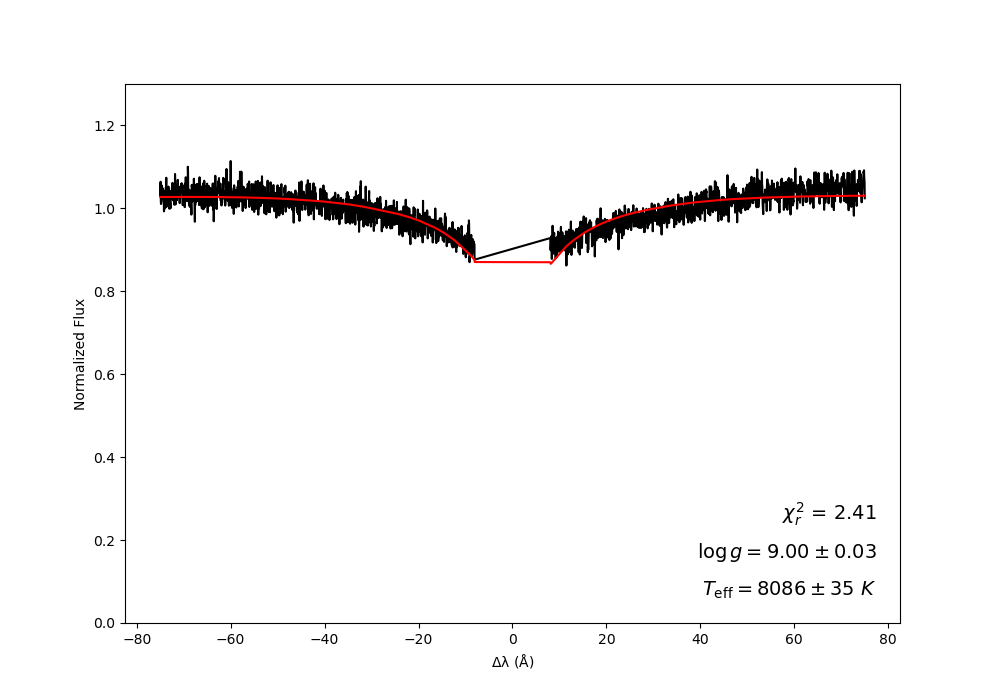 1.2
1.0
0.8
0.6
0.4
0.2
0.0
Normalized Flux
χ²ᵣ = 2.41
log g = 9.00 ± 0.03
T_eff = 8086 ± 35 K
−80 −60 −40 −20 0 20 40 60 80
Δλ (Å)